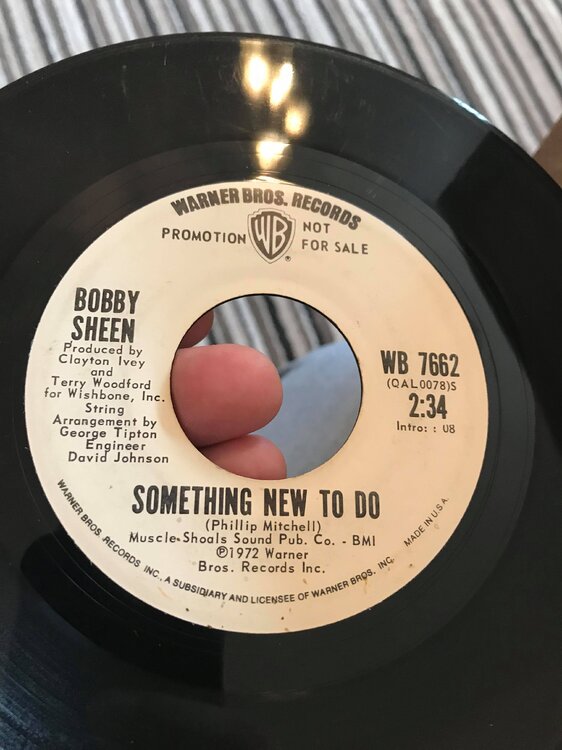 WARNER BROS. RECORDS
PROMOTION WB NOT
FOR SALE
BOBBY
SHEEN
Produced by
Clayton Ivey
and
Terry Woodford
for Wishbone, Inc.
String
Arrangement by
George Tipton
Engineer
David Johnson
WB 7662
(QAL0078)S
2:34
Intro: : 08
SOMETHING NEW TO DO
(Phillip Mitchell)
Muscle-Shoals Sound Pub. Co. - BMI
℗1972 Warner
Bros. Records Inc.
WARNER BROS. RECORDS INC., A SUBSIDIARY AND LICENSEE OF WARNER BROS. INC. MADE IN U.S.A.